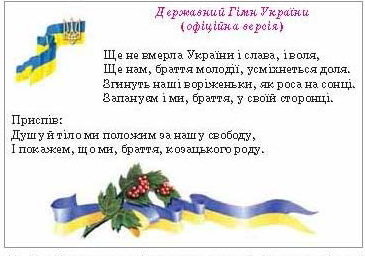 Державний Гімн України
(офіційна версія)
Ще не вмерла України і слава, і воля,
Ще нам, браття молодії, усміхнеться доля.
Згинуть наші воріженьки, як роса на сонці.
Запануєм і ми, браття, у своїй сторонці.
Приспів:
Душу й тіло ми положим за нашу свободу,
І покажем, що ми, браття, козацького роду.